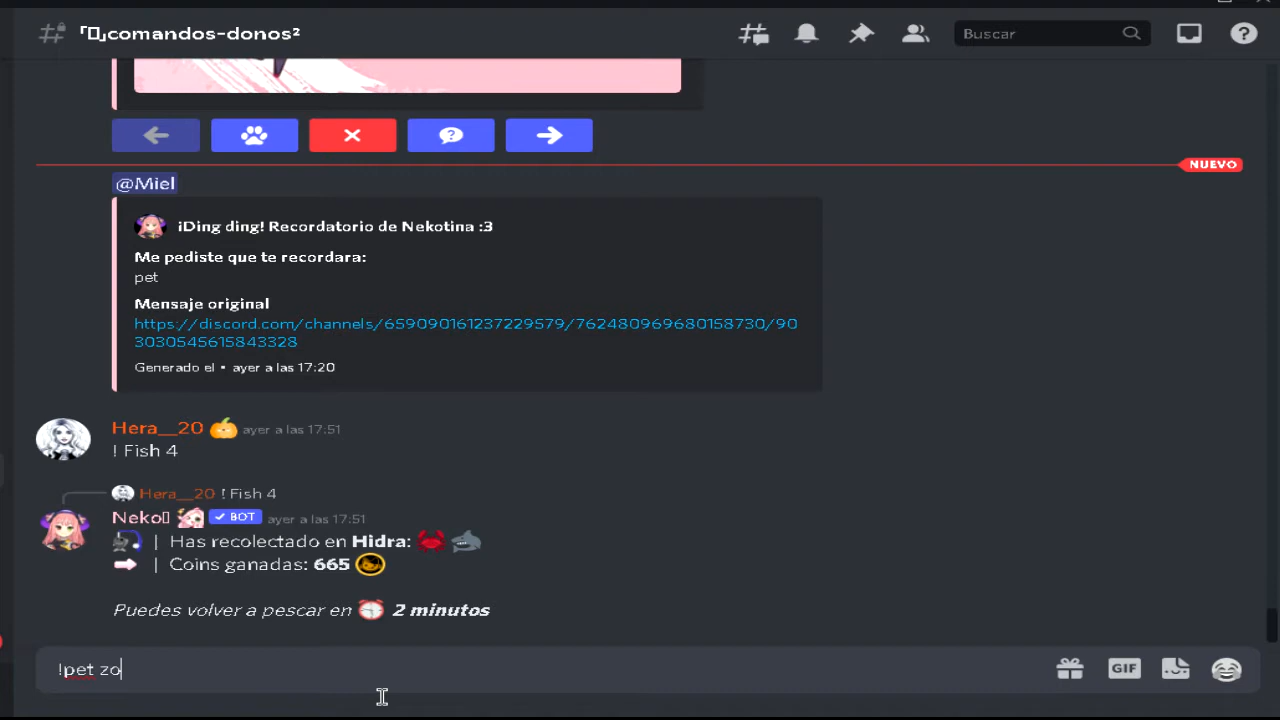 「▯」comandos-donos²
Buscar
NUEVO
@Miel
¡Ding ding! Recordatorio de Nekotina :3
Me pediste que te recordara:
pet
Mensaje original
https://discord.com/channels/659090161237229579/762480969680158730/90
3030545615843328
Generado el • ayer a las 17:20
Hera__20 ayer a las 17:51
! Fish 4
Hera__20 ! Fish 4
Neko▯ ✓ BOT ayer a las 17:51
| Has recolectado en Hidra:
| Coins ganadas: 665
Puedes volver a pescar en 2 minutos
!pet zo
GIF